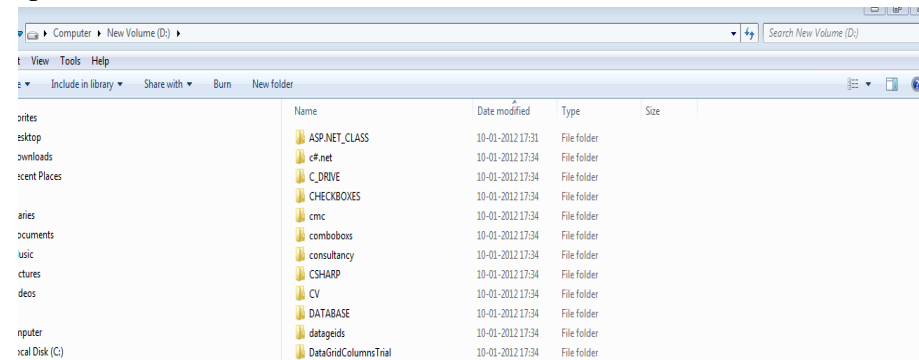 Computer ▸ New Volume (D:) ▸ Search New Volume (D:)
View Tools Help
Include in library Share with Burn New folder
Name Date modified Type Size
ASP.NET_CLASS 10-01-2012 17:31 File folder
c#.net 10-01-2012 17:34 File folder
C_DRIVE 10-01-2012 17:34 File folder
CHECKBOXES 10-01-2012 17:34 File folder
cmc 10-01-2012 17:34 File folder
comboboxs 10-01-2012 17:34 File folder
consultancy 10-01-2012 17:34 File folder
CSHARP 10-01-2012 17:34 File folder
CV 10-01-2012 17:34 File folder
DATABASE 10-01-2012 17:34 File folder
datageids 10-01-2012 17:34 File folder
DataGridColumnsTrial 10-01-2012 17:34 File folder
orites
esktop
ownloads
ecent Places
aries
ocuments
usic
ctures
deos
mputer
ocal Disk (C:)